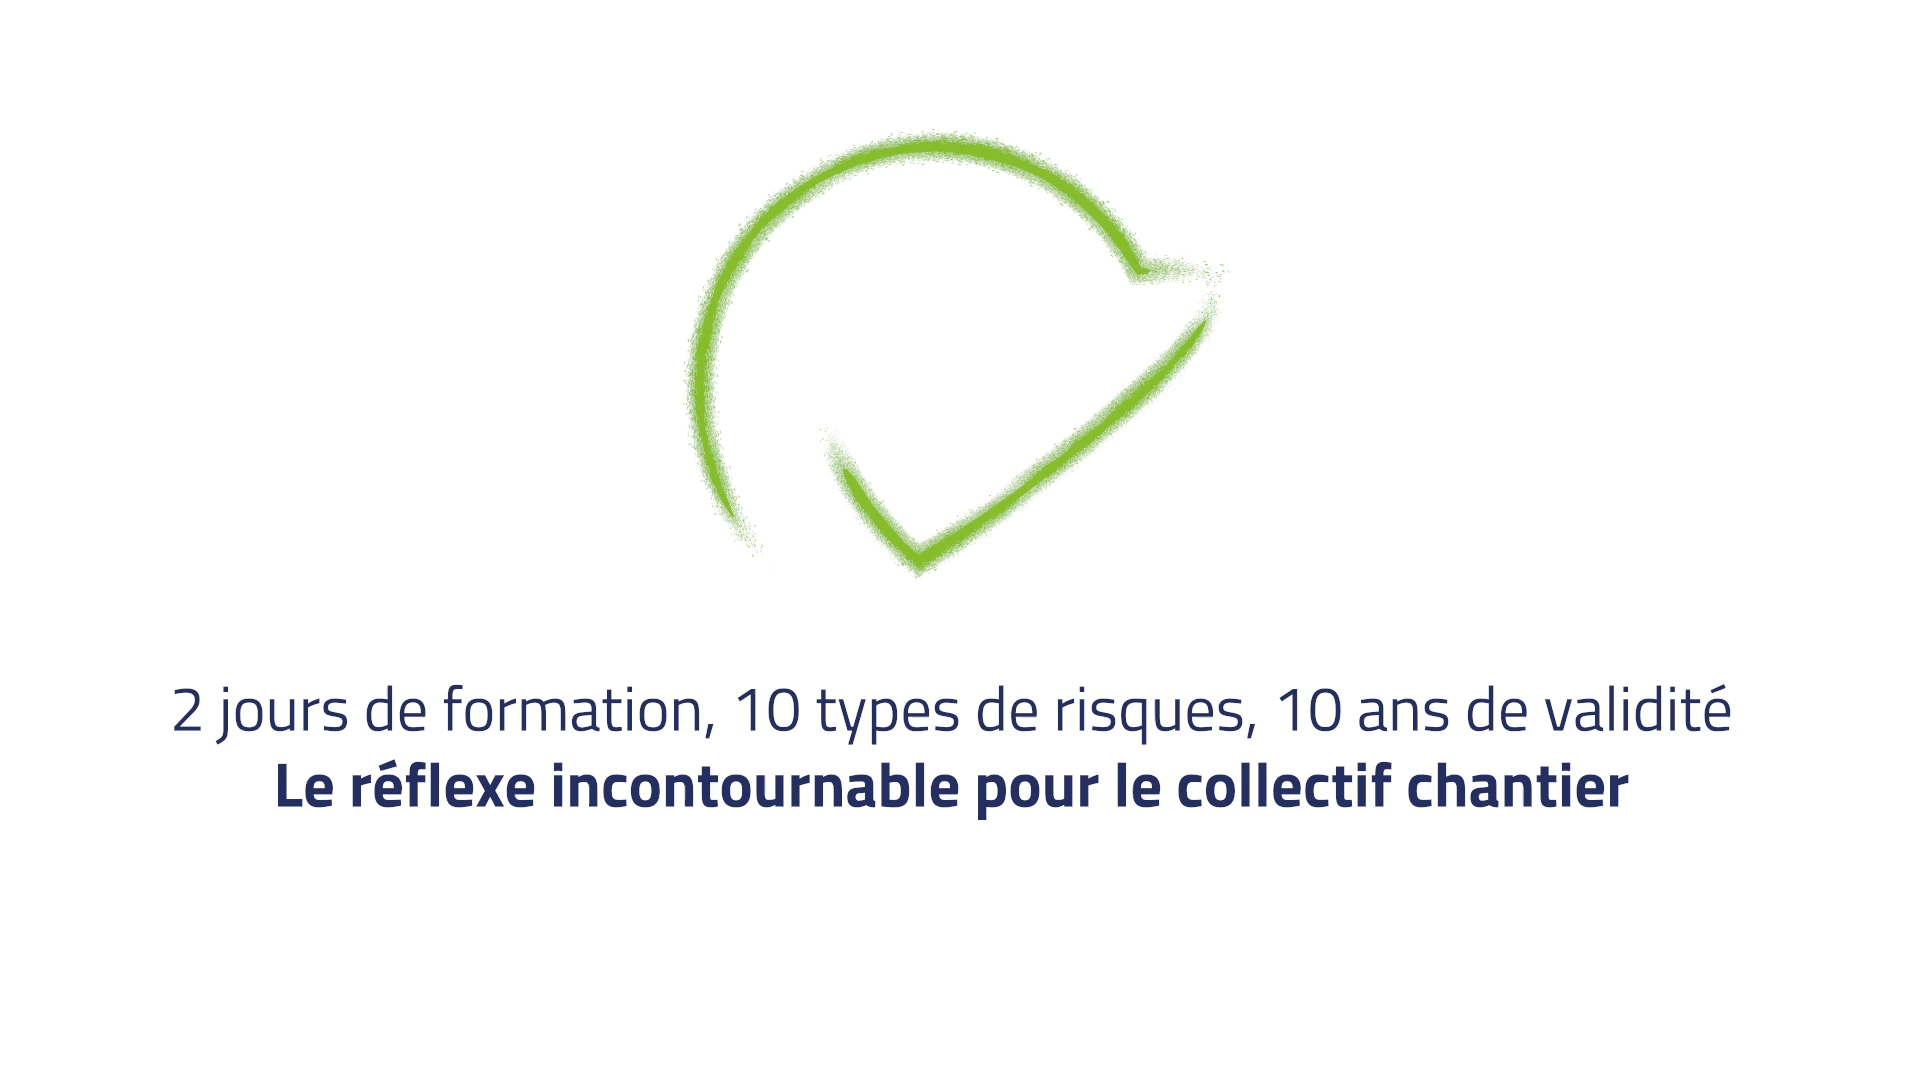 2 jours de formation, 10 types de risques, 10 ans de validité
Le réflexe incontournable pour le collectif chantier